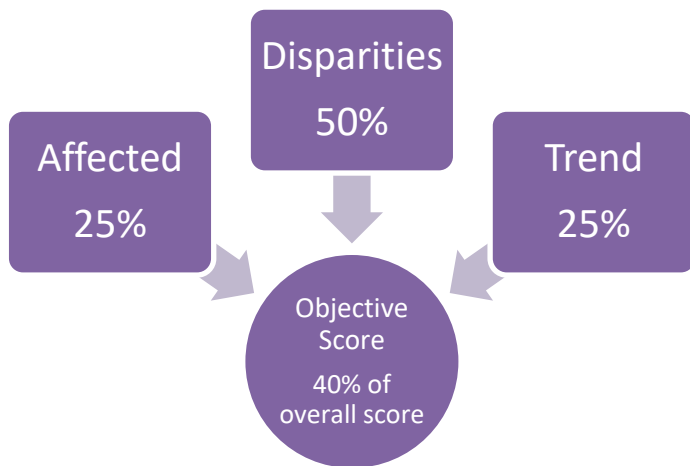 Affected
25%
Disparities
50%
Trend
25%
Objective
Score
40% of
overall score